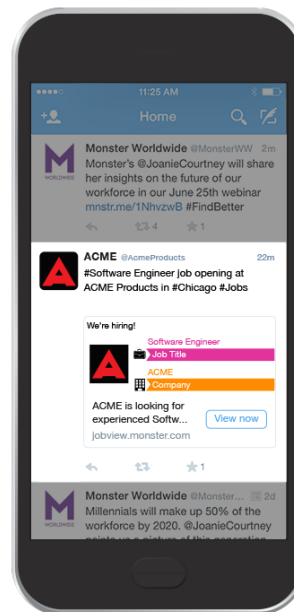 11:25 AM
Home
Monster Worldwide @MonsterWW 2m
Monster's @JoanieCourtney will share
her insights on the future of our
workforce in our June 25th webinar
mnstr.me/1NhvzwB #FindBetter
4 1
M
WORLDWIDE
ACME @AcmeProducts 22m
#Software Engineer job opening at
ACME Products in #Chicago #Jobs
We're hiring!
Software Engineer
Job Title
ACME
Company
ACME is looking for
experienced Softw...
View now
jobview.monster.com
1
Monster Worldwide @Monster... 2d
Millennials will make up 50% of the
workforce by 2020. @JoanieCourtney
M
WORLDWIDE